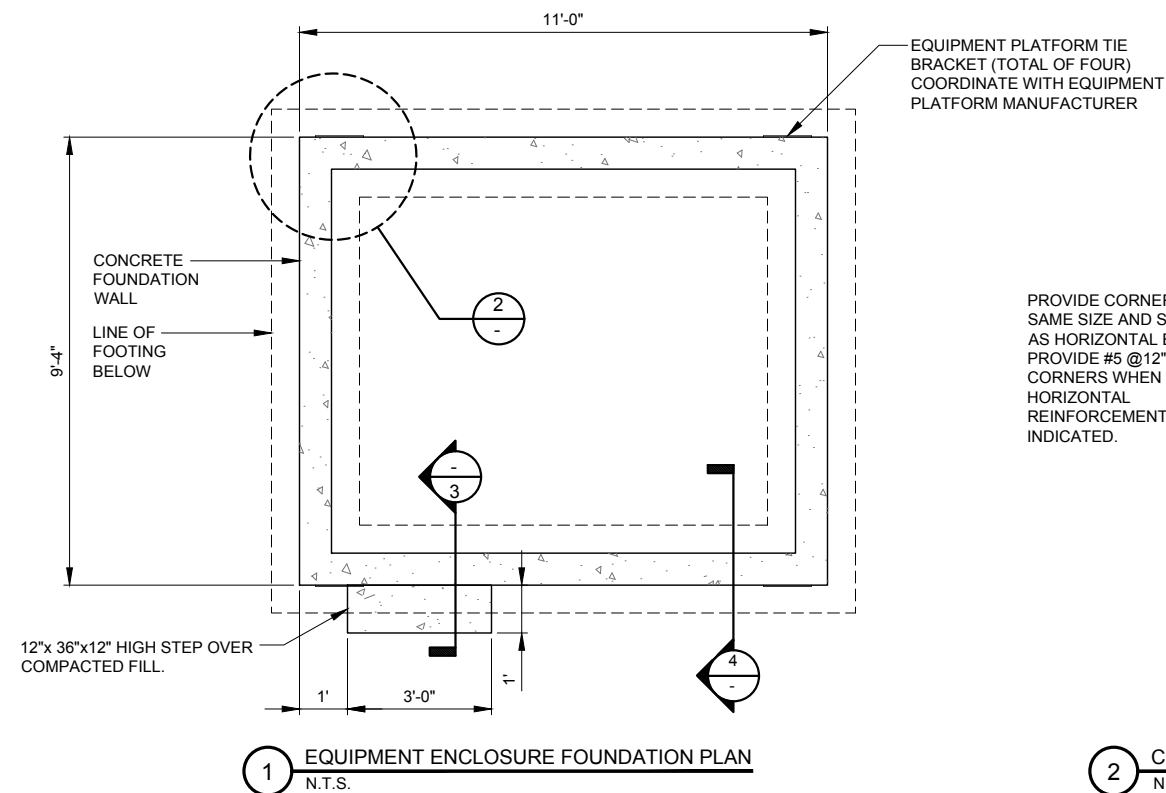 11'-0"
EQUIPMENT PLATFORM TIE
BRACKET (TOTAL OF FOUR)
COORDINATE WITH EQUIPMENT
PLATFORM MANUFACTURER
9'-4"
CONCRETE
FOUNDATION
WALL
LINE OF
FOOTING
BELOW
2
-
PROVIDE CORNER
SAME SIZE AND S
AS HORIZONTAL
PROVIDE #5 @12"
CORNERS WHEN
HORIZONTAL
REINFORCEMENT
INDICATED.
-
3
12"x 36"x12" HIGH STEP OVER
COMPACTED FILL.
4
-
1'
3'-0"
1'
1
EQUIPMENT ENCLOSURE FOUNDATION PLAN
N.T.S.
2
C
N